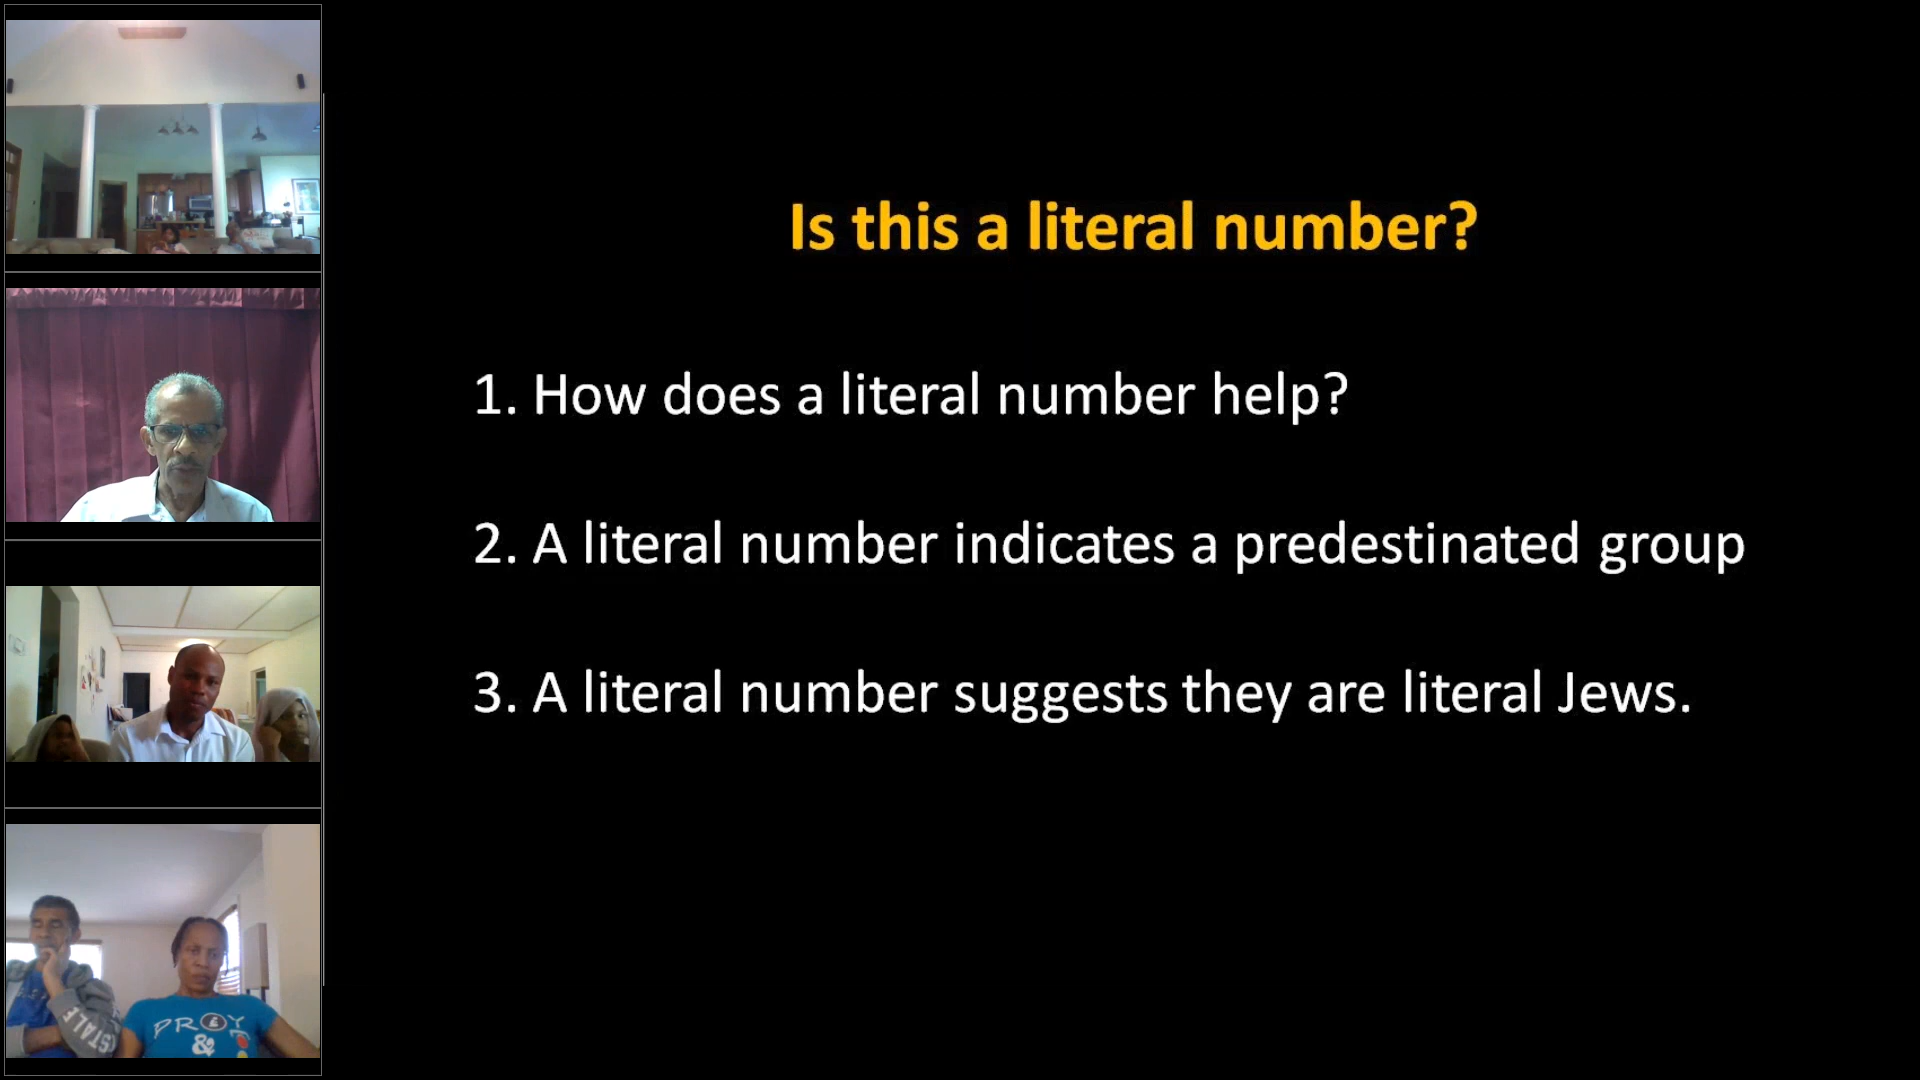 Is this a literal number?
1. How does a literal number help?
2. A literal number indicates a predestinated group
3. A literal number suggests they are literal Jews.
PR Y
&